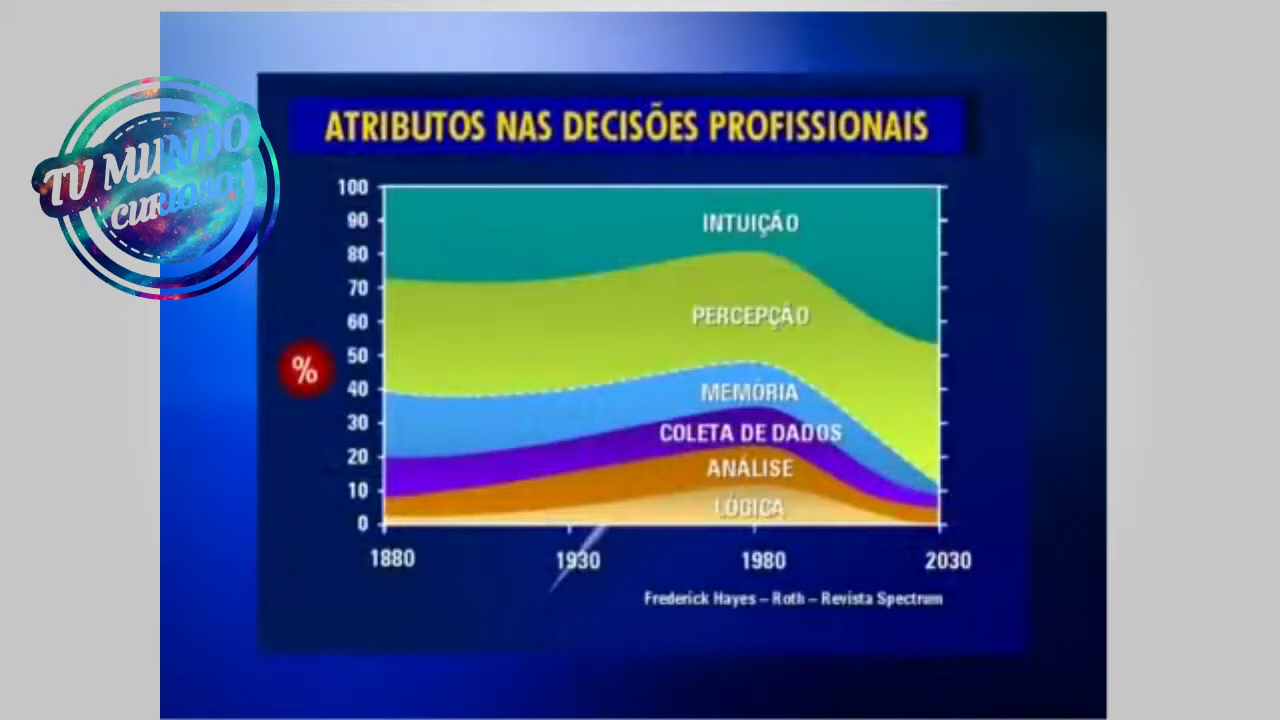 ATRIBUTOS NAS DECISÕES PROFISSIONAIS
TV MUNDO
CURIOSO
100
90
80
70
60
50
40
30
20
10
0
%
INTUIÇÃO
PERCEPÇÃO
MEMÓRIA
COLETA DE DADOS
ANÁLISE
LÓGICA
1880
1930
1980
2030
Frederick Hayes – Roth – Revista Spectrum